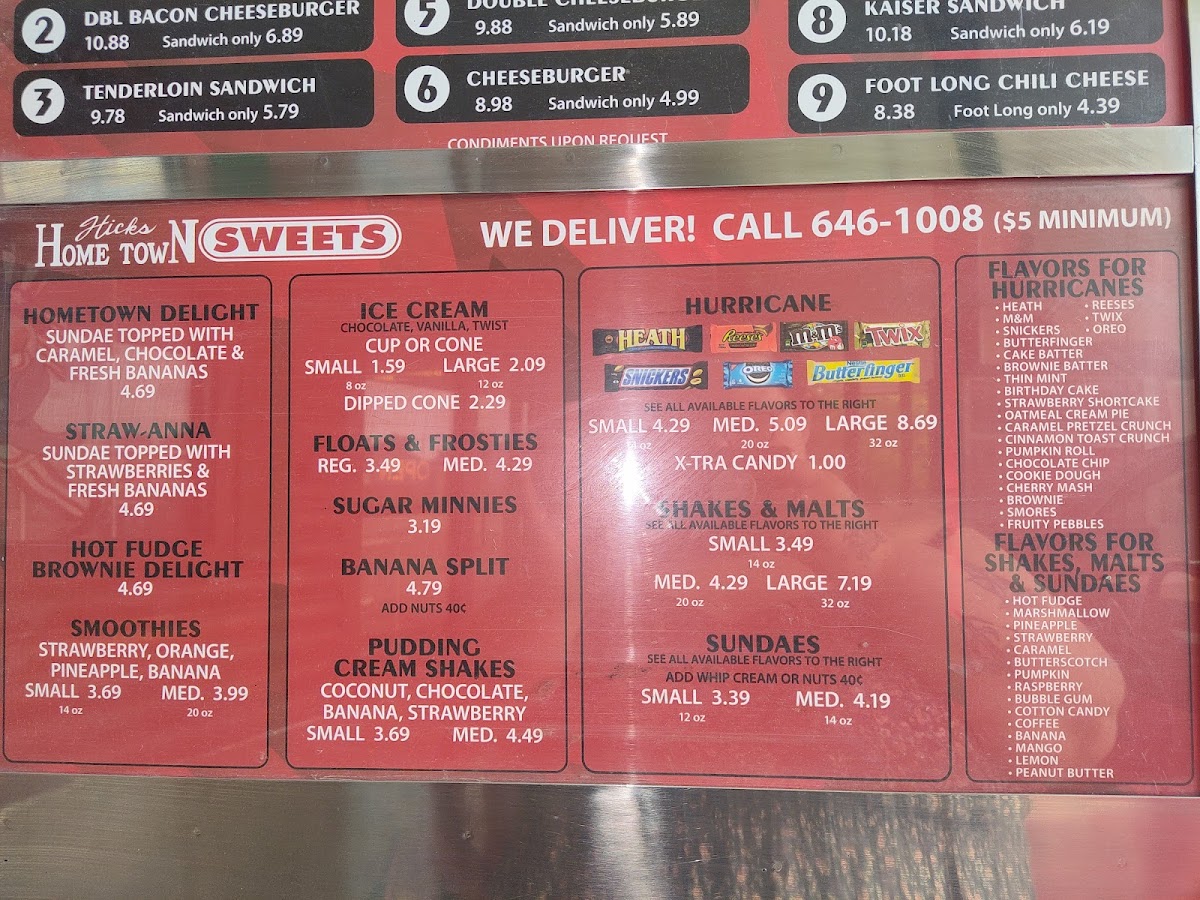 2 DBL BACON CHEESEBURGER
10.88 Sandwich only 6.89
3 TENDERLOIN SANDWICH
9.78 Sandwich only 5.79
5 DOUBLE CHEESEBURGER
9.88 Sandwich only 5.89
6 CHEESEBURGER
8.98 Sandwich only 4.99
8 KAISER SANDWICH
10.18 Sandwich only 6.19
9 FOOT LONG CHILI CHEESE
8.38 Foot Long only 4.39
CONDIMENTS UPON REQUEST
Hicks
HOME TOWN SWEETS
WE DELIVER! CALL 646-1008 ($5 MINIMUM)
HOMETOWN DELIGHT
SUNDAE TOPPED WITH
CARAMEL, CHOCOLATE &
FRESH BANANAS
4.69
STRAW-ANNA
SUNDAE TOPPED WITH
STRAWBERRIES &
FRESH BANANAS
4.69
HOT FUDGE
BROWNIE DELIGHT
4.69
SMOOTHIES
STRAWBERRY, ORANGE,
PINEAPPLE, BANANA
SMALL 3.69 MED. 3.99
14 oz 20 oz
ICE CREAM
CHOCOLATE, VANILLA, TWIST
CUP OR CONE
SMALL 1.59 LARGE 2.09
8 oz 12 oz
DIPPED CONE 2.29
FLOATS & FROSTIES
REG. 3.49 MED. 4.29
SUGAR MINNIES
3.19
BANANA SPLIT
4.79
ADD NUTS 40¢
PUDDING
CREAM SHAKES
COCONUT, CHOCOLATE,
BANANA, STRAWBERRY
SMALL 3.69 MED. 4.49
HURRICANE
HEATH Reese's m&m's TWIX
SNICKERS OREO Butterfinger
SEE ALL AVAILABLE FLAVORS TO THE RIGHT
SMALL 4.29 MED. 5.09 LARGE 8.69
14 oz 20 oz 32 oz
X-TRA CANDY 1.00
SHAKES & MALTS
SEE ALL AVAILABLE FLAVORS TO THE RIGHT
SMALL 3.49
14 oz
MED. 4.29 LARGE 7.19
20 oz 32 oz
SUNDAES
SEE ALL AVAILABLE FLAVORS TO THE RIGHT
ADD WHIP CREAM OR NUTS 40¢
SMALL 3.39 MED. 4.19
12 oz 14 oz
FLAVORS FOR
HURRICANES
• HEATH • REESES
• M&M • TWIX
• SNICKERS • OREO
• BUTTERFINGER
• CAKE BATTER
• BROWNIE BATTER
• THIN MINT
• BIRTHDAY CAKE
• STRAWBERRY SHORTCAKE
• OATMEAL CREAM PIE
• CARAMEL PRETZEL CRUNCH
• CINNAMON TOAST CRUNCH
• PUMPKIN ROLL
• CHOCOLATE CHIP
• COOKIE DOUGH
• CHERRY MASH
• BROWNIE
• SMORES
• FRUITY PEBBLES
FLAVORS FOR
SHAKES, MALTS
& SUNDAES
• HOT FUDGE
• MARSHMALLOW
• PINEAPPLE
• STRAWBERRY
• CARAMEL
• BUTTERSCOTCH
• PUMPKIN
• RASPBERRY
• BUBBLE GUM
• COTTON CANDY
• COFFEE
• BANANA
• MANGO
• LEMON
• PEANUT BUTTER